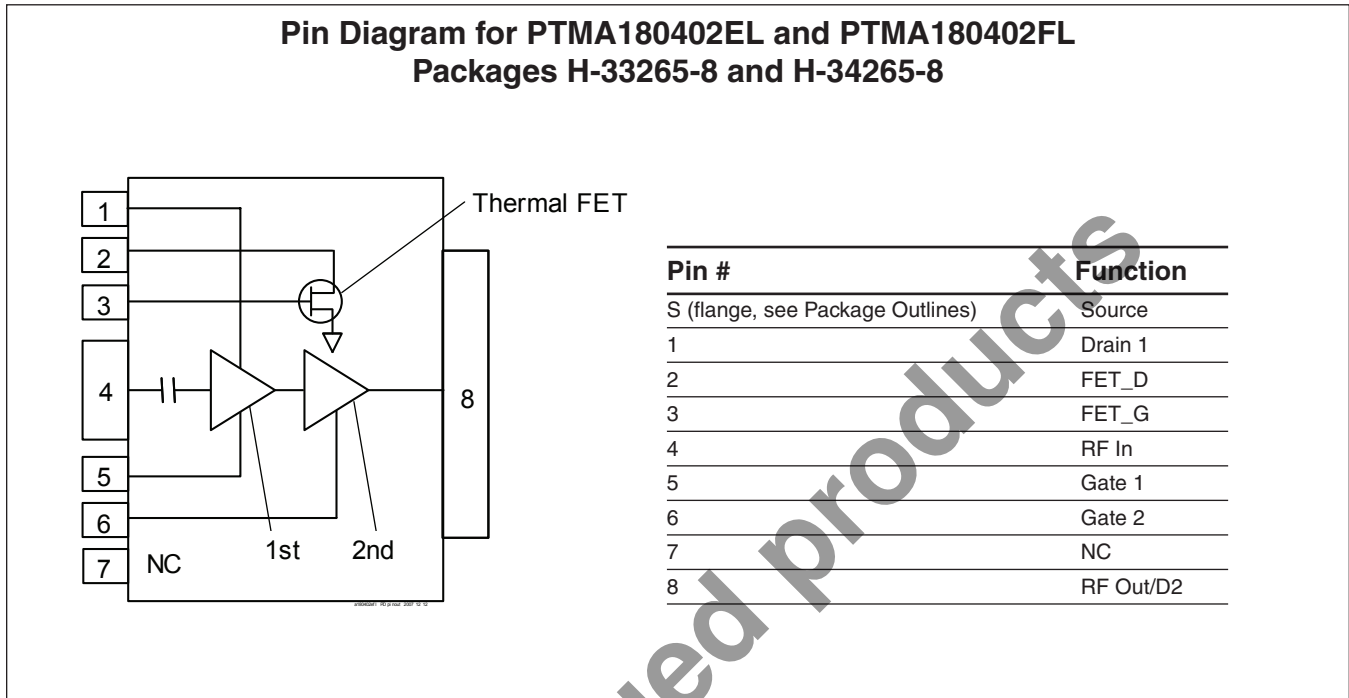 Pin Diagram for PTMA180402EL and PTMA180402FL
Packages H-33265-8 and H-34265-8
1
2
3
4
5
6
7
NC
Thermal FET
1st
2nd
8
Pin # Function
S (flange, see Package Outlines) Source
1 Drain 1
2 FET_D
3 FET_G
4 RF In
5 Gate 1
6 Gate 2
7 NC
8 RF Out/D2
ed products